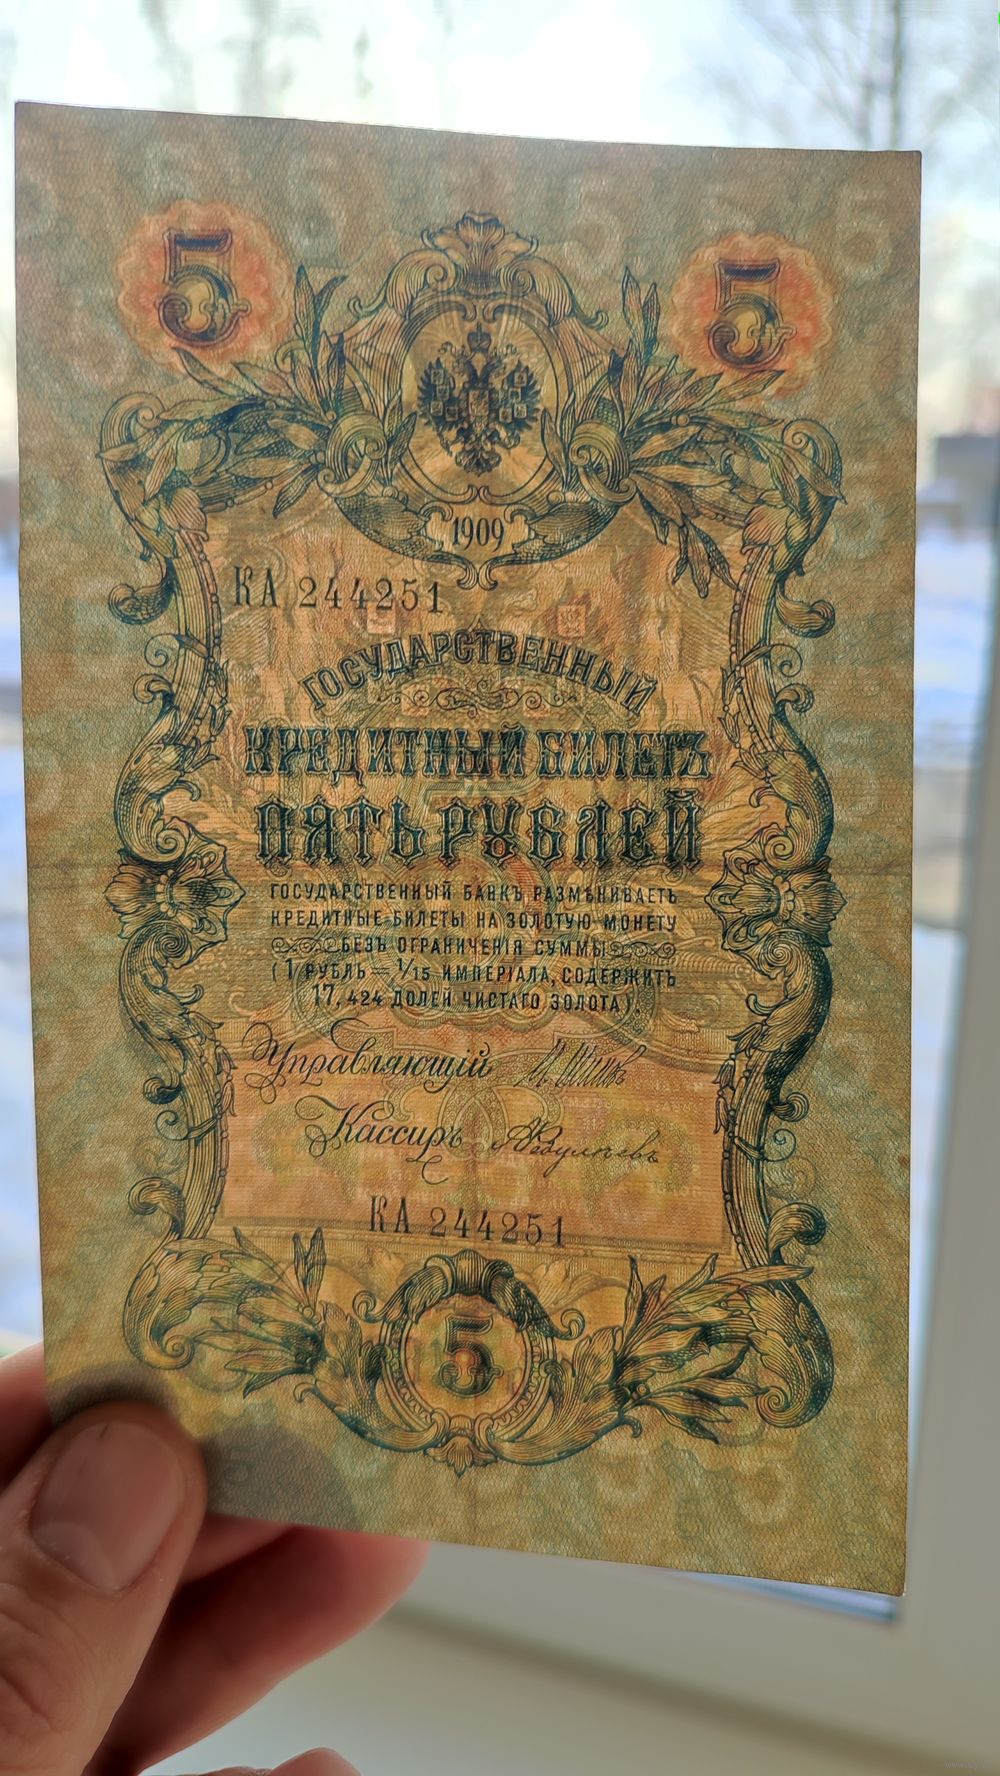 5 5
1909
КА 244251
ГОСУДАРСТВЕННЫЙ
КРЕДИТНЫЙ БИЛЕТЪ
ПЯТЬ РУБЛЕЙ
ГОСУДАРСТВЕННЫЙ БАНКЪ РАЗМѢНИВАЕТЪ
КРЕДИТНЫЕ БИЛЕТЫ НА ЗОЛОТУЮ МОНЕТУ
БЕЗЪ ОГРАНИЧЕНІЯ СУММЫ
(1 РУБЛЬ = 1/15 ИМПЕРІАЛА, СОДЕРЖИТЪ
17,424 ДОЛЕЙ ЧИСТАГО ЗОЛОТА).
Управляющій
Кассиръ
КА 244251
5